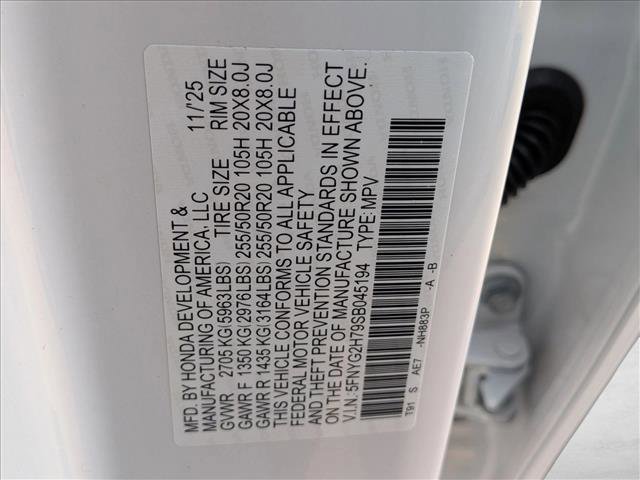 MFD. BY HONDA DEVELOPMENT &
MANUFACTURING OF AMERICA, LLC 11/'25
GVWR 2705 KG(5963LBS) TIRE SIZE RIM SIZE
GAWR F 1350 KG(2976LBS) 255/50R20 105H 20X8.0J
GAWR R 1435 KG(3164LBS) 255/50R20 105H 20X8.0J
THIS VEHICLE CONFORMS TO ALL APPLICABLE
FEDERAL MOTOR VEHICLE SAFETY
AND THEFT PREVENTION STANDARDS IN EFFECT
ON THE DATE OF MANUFACTURE SHOWN ABOVE.
V.I.N.: 5FNYG2H79SB045194 TYPE: MPV
T91 S AE7 -NH883P -A -B